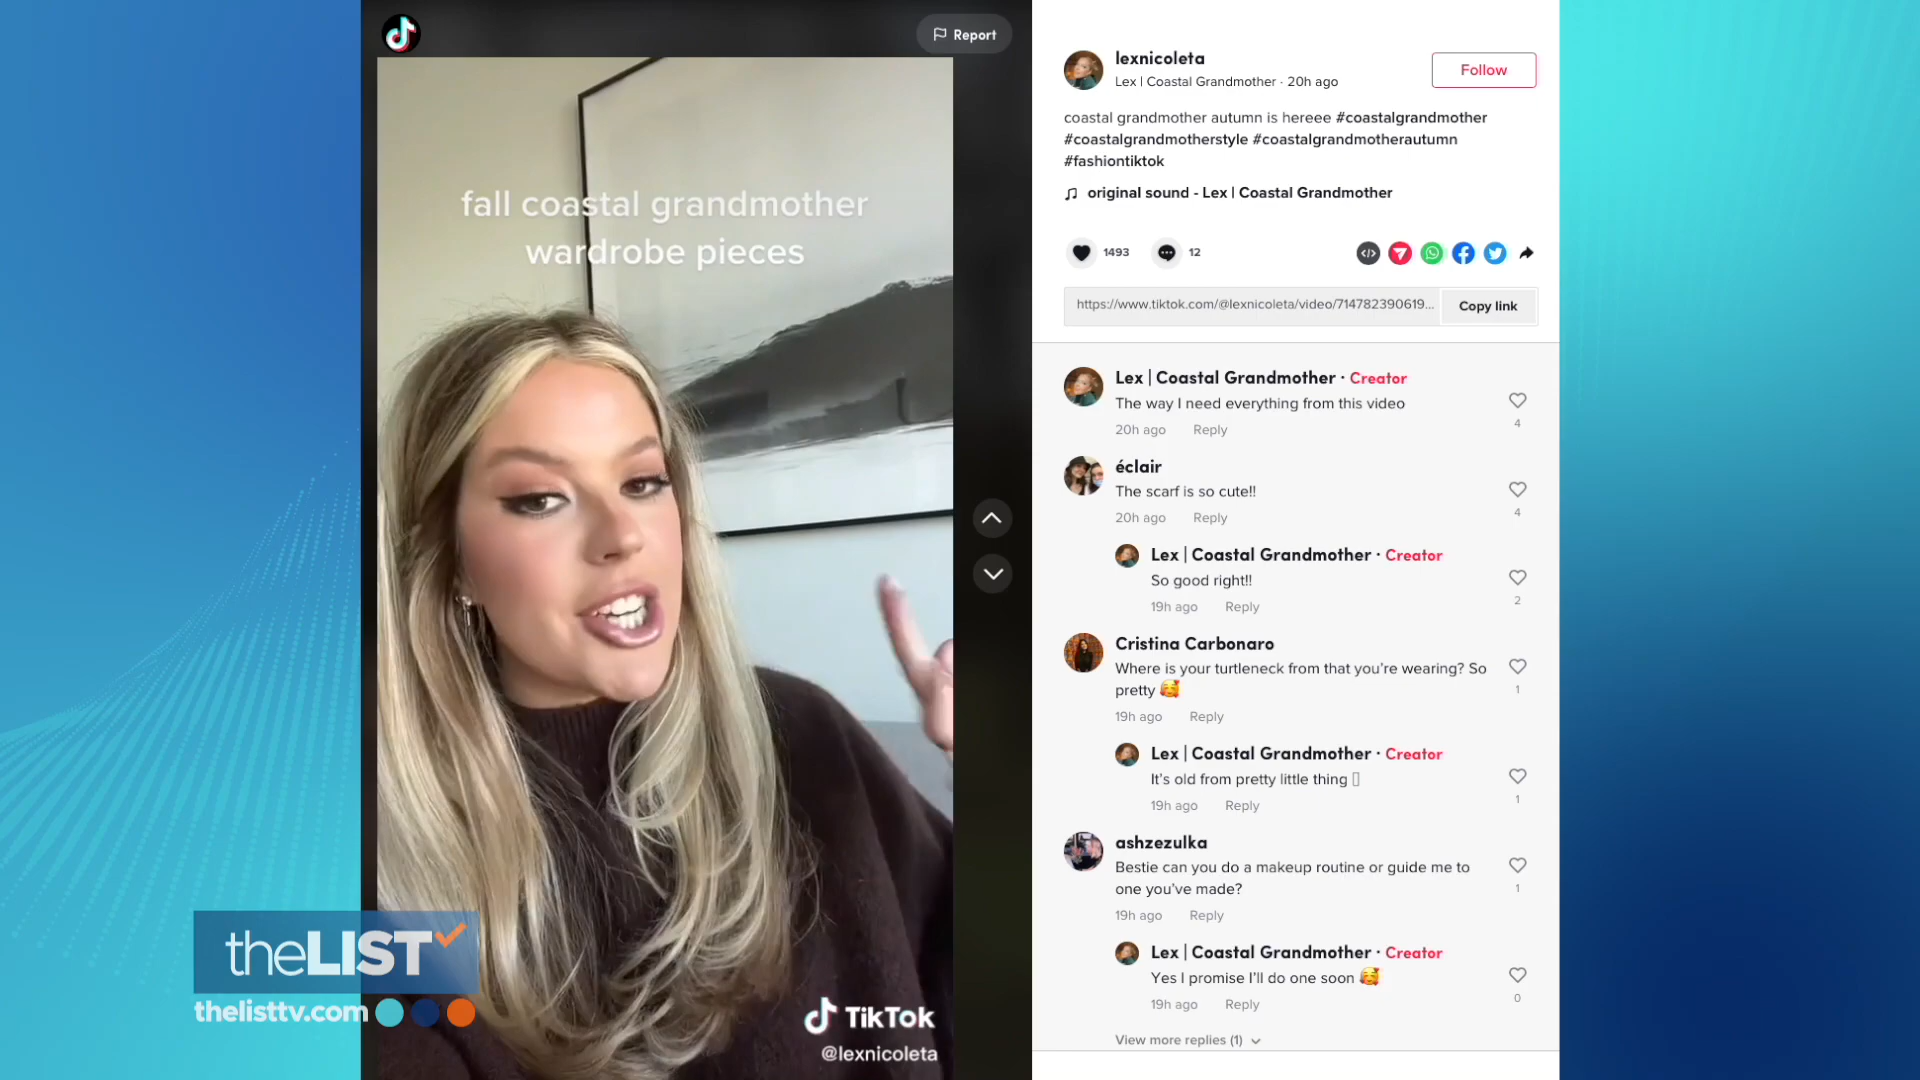 Report
fall coastal grandmother
wardrobe pieces
theLIST
thelisttv.com
TikTok
@lexnicoleta
lexnicoleta
Lex | Coastal Grandmother · 20h ago
Follow
coastal grandmother autumn is hereee #coastalgrandmother
#coastalgrandmotherstyle #coastalgrandmotherautumn
#fashiontiktok
original sound - Lex | Coastal Grandmother
1493
12
https://www.tiktok.com/@lexnicoleta/video/714782390619...
Copy link
Lex | Coastal Grandmother · Creator
The way I need everything from this video
4
20h ago Reply
éclair
The scarf is so cute!!
4
20h ago Reply
Lex | Coastal Grandmother · Creator
So good right!!
2
19h ago Reply
Cristina Carbonaro
Where is your turtleneck from that you're wearing? So
pretty 🥰
1
19h ago Reply
Lex | Coastal Grandmother · Creator
It's old from pretty little thing
1
19h ago Reply
ashzezulka
Bestie can you do a makeup routine or guide me to
one you've made?
1
19h ago Reply
Lex | Coastal Grandmother · Creator
Yes I promise I'll do one soon 🥰
0
19h ago Reply
View more replies (1)